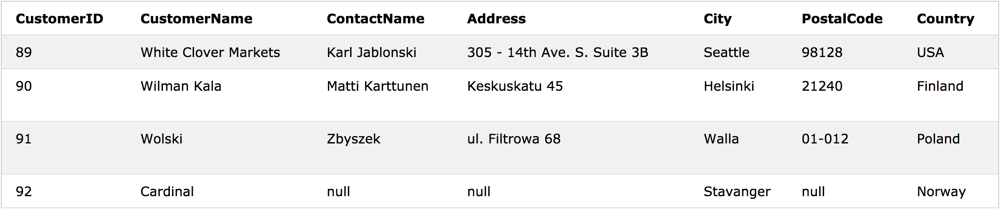 CustomerID CustomerName ContactName Address City PostalCode Country
89 White Clover Markets Karl Jablonski 305 - 14th Ave. S. Suite 3B Seattle 98128 USA
90 Wilman Kala Matti Karttunen Keskuskatu 45 Helsinki 21240 Finland
91 Wolski Zbyszek ul. Filtrowa 68 Walla 01-012 Poland
92 Cardinal null null Stavanger null Norway